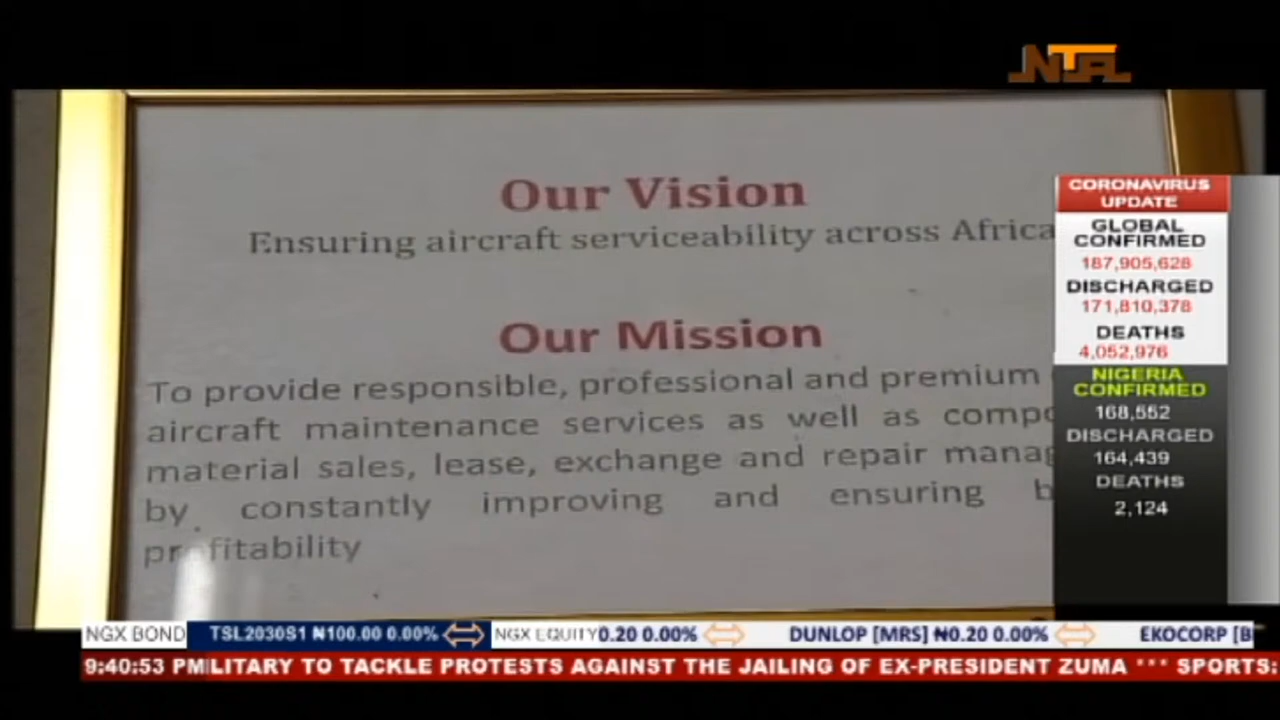 NTA
Our Vision
Ensuring aircraft serviceability across Africa
Our Mission
To provide responsible, professional and premium
aircraft maintenance services as well as compo
material sales, lease, exchange and repair manag
by constantly improving and ensuring b
profitability
CORONAVIRUS
UPDATE
GLOBAL
CONFIRMED
187,905,628
DISCHARGED
171,810,378
DEATHS
4,052,976
NIGERIA
CONFIRMED
168,552
DISCHARGED
164,439
DEATHS
2,124
NGX BOND TSL2030S1 ₦100.00 0.00% NGX EQUITY 0.20 0.00% DUNLOP [MRS] ₦0.20 0.00% EKOCORP [B
9:40:53 PM LITARY TO TACKLE PROTESTS AGAINST THE JAILING OF EX-PRESIDENT ZUMA *** SPORTS: